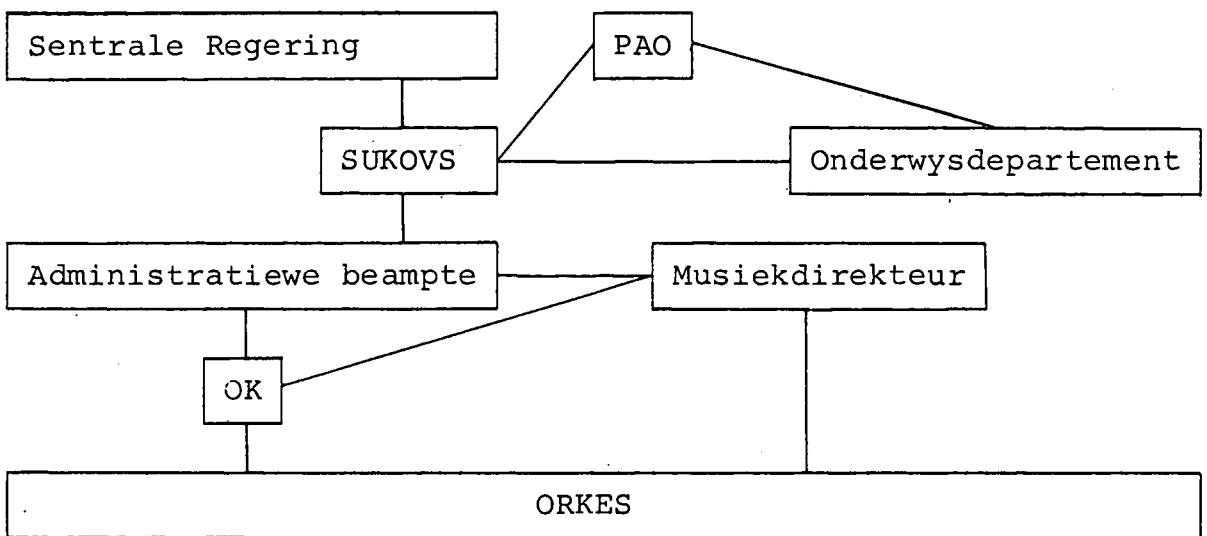 Sentrale Regering
PAO
SUKOVS
Onderwysdepartement
Administratiewe beampte
Musiekdirekteur
OK
ORKES